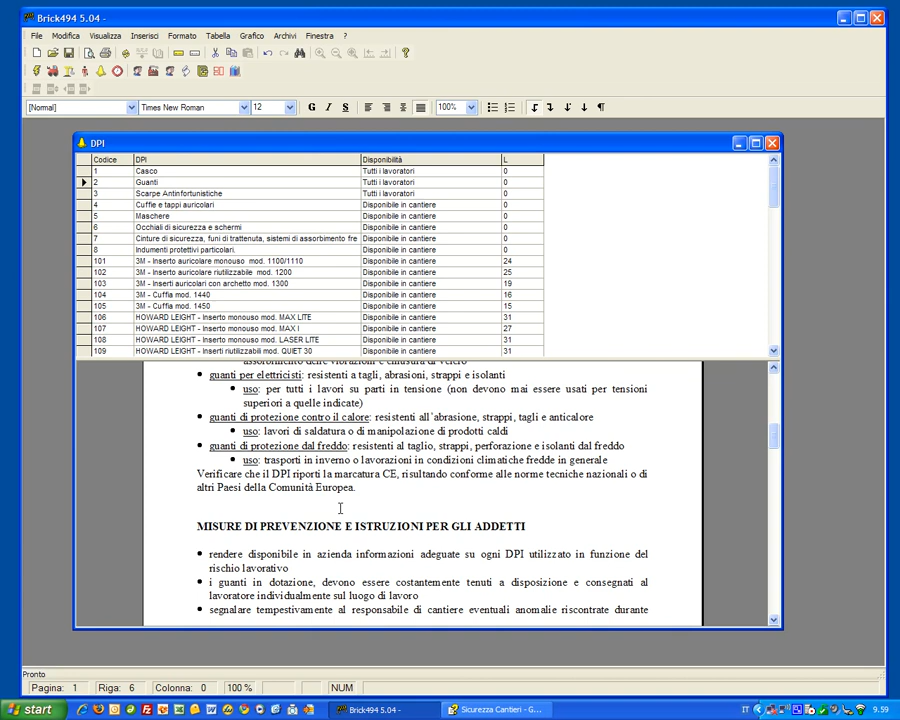 Brick494 5.04 -
File Modifica Visualizza Inserisci Formato Tabella Grafico Archivi Finestra ?
[Normal] Times New Roman 12 G I S 100%
DPI
Codice DPI Disponibilità L
1 Casco Tutti i lavoratori 0
2 Guanti Tutti i lavoratori 0
3 Scarpe Antinfortunistiche Tutti i lavoratori 0
4 Cuffie e tappi auricolari Disponibile in cantiere 0
5 Maschere Disponibile in cantiere 0
6 Occhiali di sicurezza e schermi Disponibile in cantiere 0
7 Cinture di sicurezza, funi di trattenuta, sistemi di assorbimento fre Disponibile in cantiere 0
8 Indumenti protettivi particolari. Disponibile in cantiere 0
101 3M - Inserto auricolare monouso mod. 1100/1110 Disponibile in cantiere 24
102 3M - Inserto auricolare riutilizzabile mod. 1200 Disponibile in cantiere 25
103 3M - Inserti auricolari con archetto mod. 1300 Disponibile in cantiere 19
104 3M - Cuffia mod. 1440 Disponibile in cantiere 16
105 3M - Cuffia mod. 1450 Disponibile in cantiere 15
106 HOWARD LEIGHT - Inserto monouso mod. MAX LITE Disponibile in cantiere 31
107 HOWARD LEIGHT - Inserto monouso mod. MAX I Disponibile in cantiere 27
108 HOWARD LEIGHT - Inserto monouso mod. LASER LITE Disponibile in cantiere 31
109 HOWARD LEIGHT - Inserti riutilizzabili mod. QUIET 30 Disponibile in cantiere 31
assorbimento delle vibrazioni e chiusura di velcro
• guanti per elettricisti: resistenti a tagli, abrasioni, strappi e isolanti
• uso: per tutti i lavori su parti in tensione (non devono mai essere usati per tensioni
superiori a quelle indicate)
• guanti di protezione contro il calore: resistenti all'abrasione, strappi, tagli e anticalore
• uso: lavori di saldatura o di manipolazione di prodotti caldi
• guanti di protezione dal freddo: resistenti al taglio, strappi, perforazione e isolanti dal freddo
• uso: trasporti in inverno o lavorazioni in condizioni climatiche fredde in generale
Verificare che il DPI riporti la marcatura CE, risultando conforme alle norme tecniche nazionali o di
altri Paesi della Comunità Europea.
MISURE DI PREVENZIONE E ISTRUZIONI PER GLI ADDETTI
• rendere disponibile in azienda informazioni adeguate su ogni DPI utilizzato in funzione del
rischio lavorativo
• i guanti in dotazione, devono essere costantemente tenuti a disposizione e consegnati al
lavoratore individualmente sul luogo di lavoro
• segnalare tempestivamente al responsabile di cantiere eventuali anomalie riscontrate durante
Pronto
Pagina: 1 Riga: 6 Colonna: 0 100 % NUM
start Brick494 5.04 - Sicurezza Cantieri - G... IT 9.59